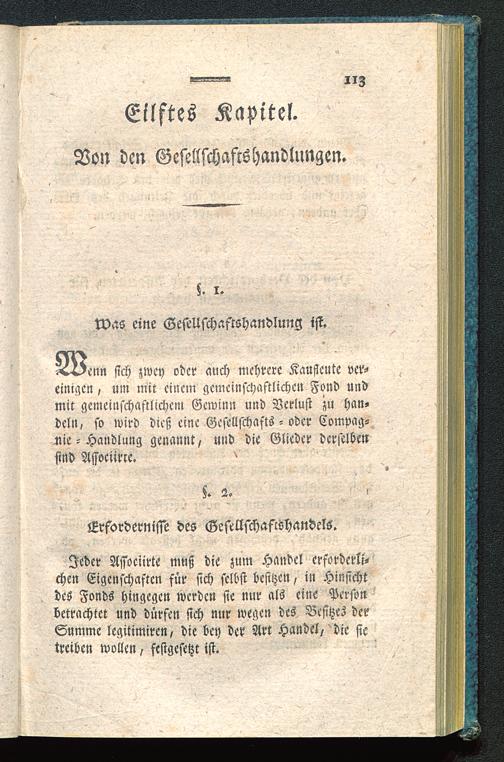 113
Eilftes Kapitel.
Von den Gesellschaftshandlungen.
§. 1.
Was eine Gesellschaftshandlung ist.
Wenn sich zwey oder auch mehrere Kaufleute ver-
einigen, um mit einem gemeinschaftlichen Fond und
mit gemeinschaftlichem Gewinn und Verlust zu han-
deln, so wird dieß eine Gesellschafts- oder Compag-
nie-Handlung genannt, und die Glieder derselben
sind Associirte.
§. 2.
Erfordernisse des Gesellschaftshandels.
Jeder Associirte muß die zum Handel erforderli-
chen Eigenschaften für sich selbst besitzen, in Hinsicht
des Fonds hingegen werden sie nur als eine Person
betrachtet und dürfen sich nur wegen des Besitzes der
Summe legitimiren, die bey der Art Handel, die sie
treiben wollen, festgesetzt ist.